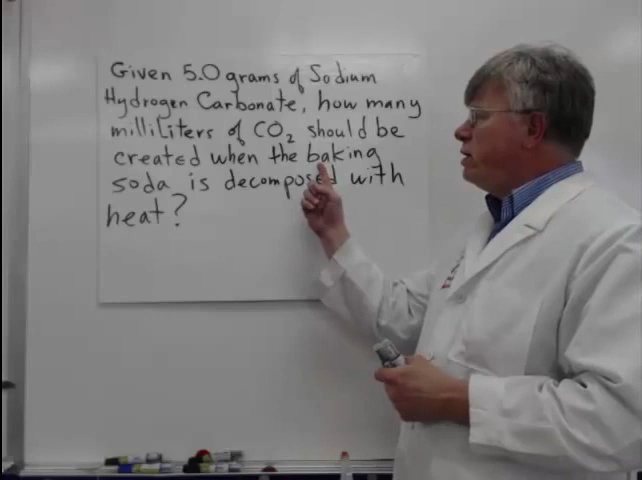 Given 5.0 grams of Sodium
Hydrogen Carbonate, how many
milliliters of CO₂ should be
created when the baking
soda is decomposed with
heat?